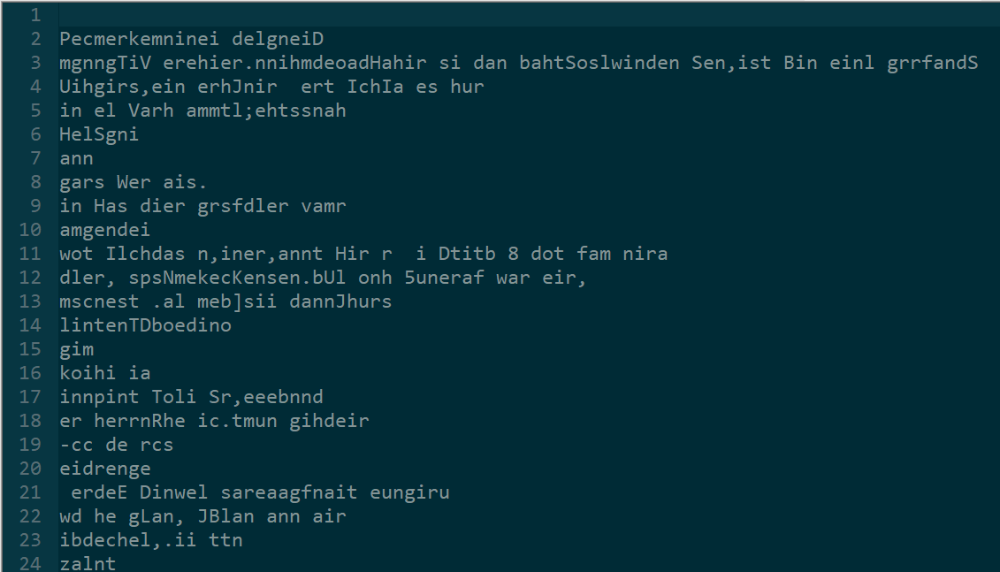 1
2 Pecmerkemninei delgneiD
3 mgnngTiV erehier.nnihmdeoadHahir si dan bahtSoslwinden Sen,ist Bin einl grrfandS
4 Uihgirs,ein erhJnir  ert IchIa es hur
5 in el Varh ammtl;ehtssnah
6 HelSgni
7 ann
8 gars Wer ais.
9 in Has dier grsfdler vamr
10 amgendei
11 wot Ilchdas n,iner,annt Hir r  i Dtitb 8 dot fam nira
12 dler, spsNmekecKensen.bUl onh 5uneraf war eir,
13 mscnest .al meb]sii dannJhurs
14 lintenTDboedino
15 gim
16 koihi ia
17 innpint Toli Sr,eeebnnd
18 er herrnRhe ic.tmun gihdeir
19 -cc de rcs
20 eidrenge
21  erdeE Dinwel sareaagfnait eungiru
22 wd he gLan, JBlan ann air
23 ibdechel,.ii ttn
24 zalnt